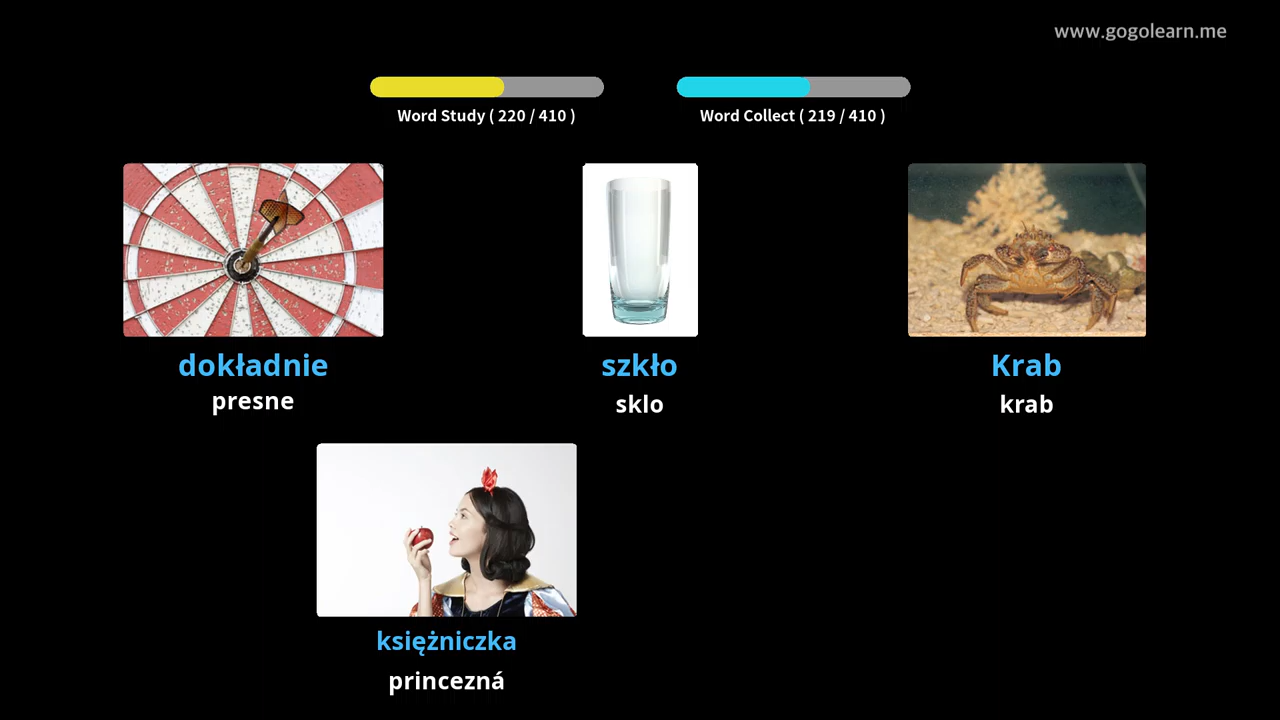 www.gogolearn.me
Word Study ( 220 / 410 )
Word Collect ( 219 / 410 )
dokładnie
presne
szkło
sklo
Krab
krab
księżniczka
princezná